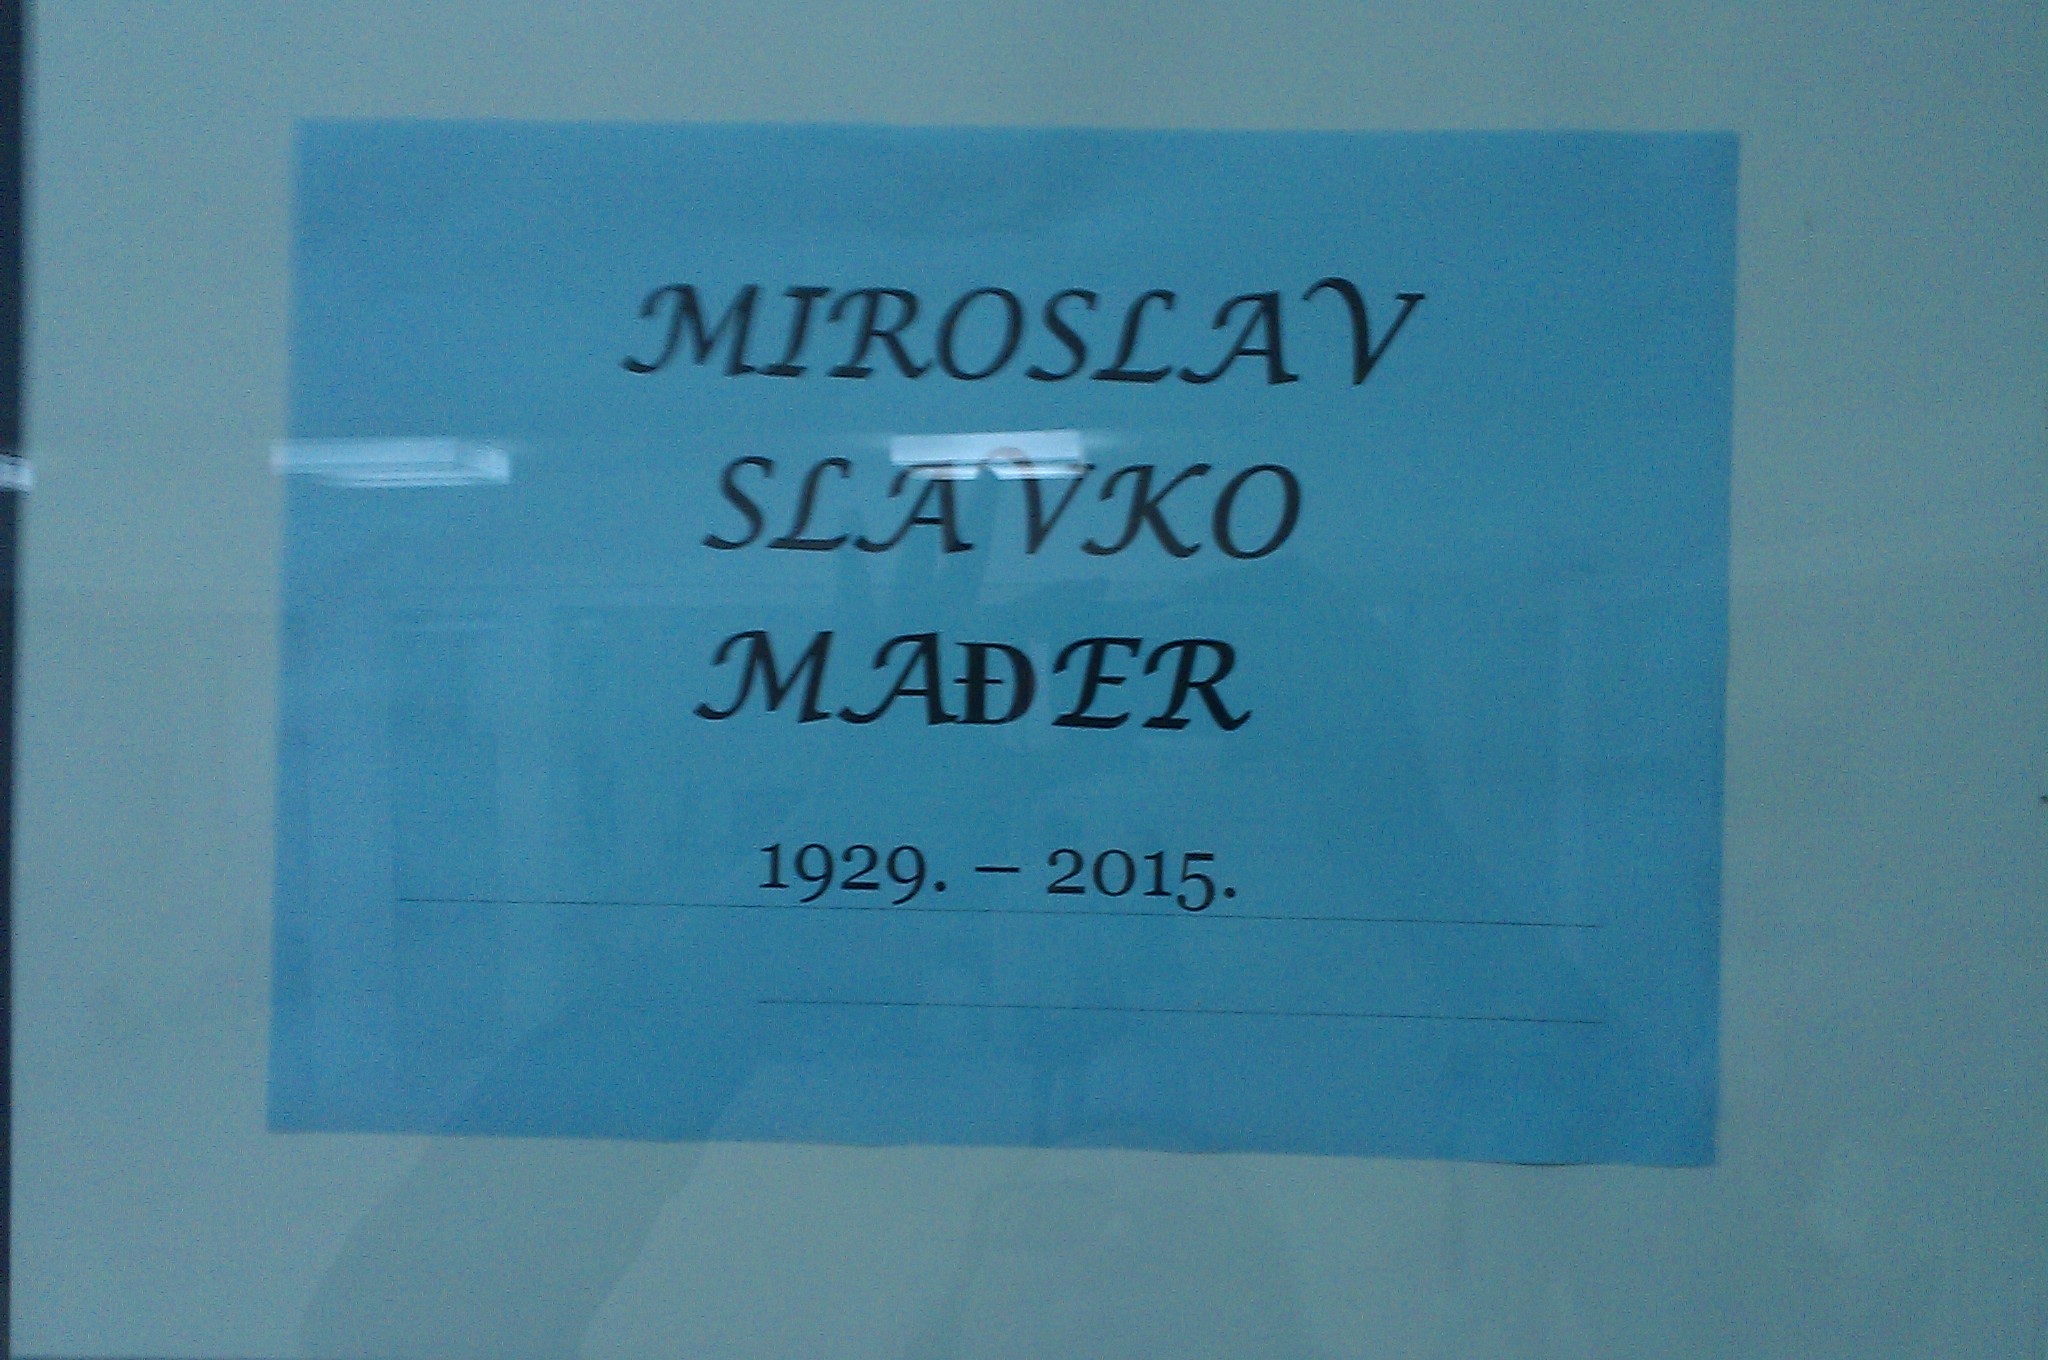 MIROSLAV
SLAVKO
MAĐER
1929. – 2015.